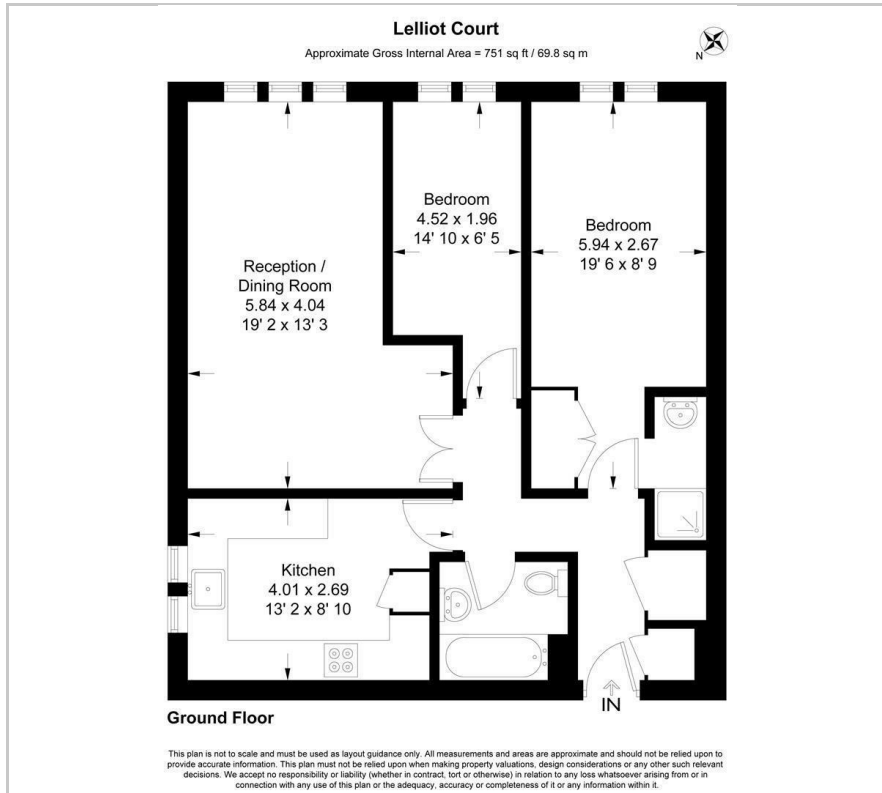 Lelliot Court
Approximate Gross Internal Area = 751 sq ft / 69.8 sq m
N
Bedroom
4.52 x 1.96
14' 10 x 6' 5
Bedroom
5.94 x 2.67
19' 6 x 8' 9
Reception /
Dining Room
5.84 x 4.04
19' 2 x 13' 3
Kitchen
4.01 x 2.69
13' 2 x 8' 10
IN
Ground Floor
This plan is not to scale and must be used as layout guidance only. All measurements and areas are approximate and should not be relied upon to
provide accurate information. This plan must not be relied upon when making property valuations, design considerations or any other such relevant
decisions. We accept no responsibility or liability (whether in contract, tort or otherwise) in relation to any loss whatsoever arising from or in
connection with any use of this plan or the adequacy, accuracy or completeness of it or any information within it.